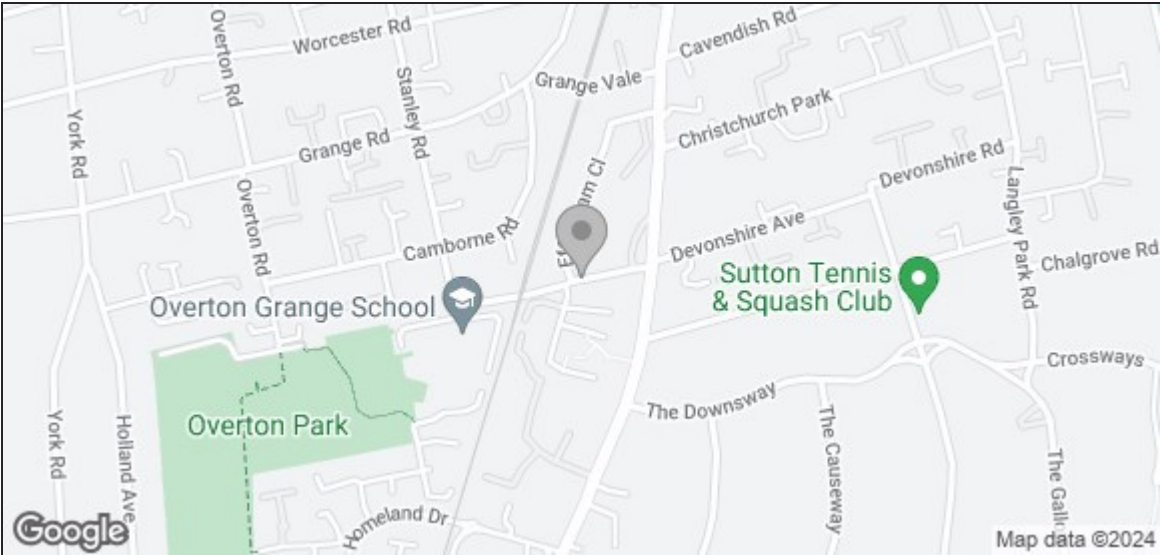 Worcester Rd
Overton Rd
Stanley Rd
York Rd
Grange Rd
Grange Vale
Cavendish Rd
Christchurch Park
Devonshire Rd
Langley Park Rd
Overton Rd
Camborne Rd
Devonshire Ave
Chalgrove Rd
Overton Grange School
Sutton Tennis
& Squash Club
Crossways
The Downsway
Overton Park
York Rd
Holland Ave
The Causeway
Homeland Dr
Google
Map data ©2024